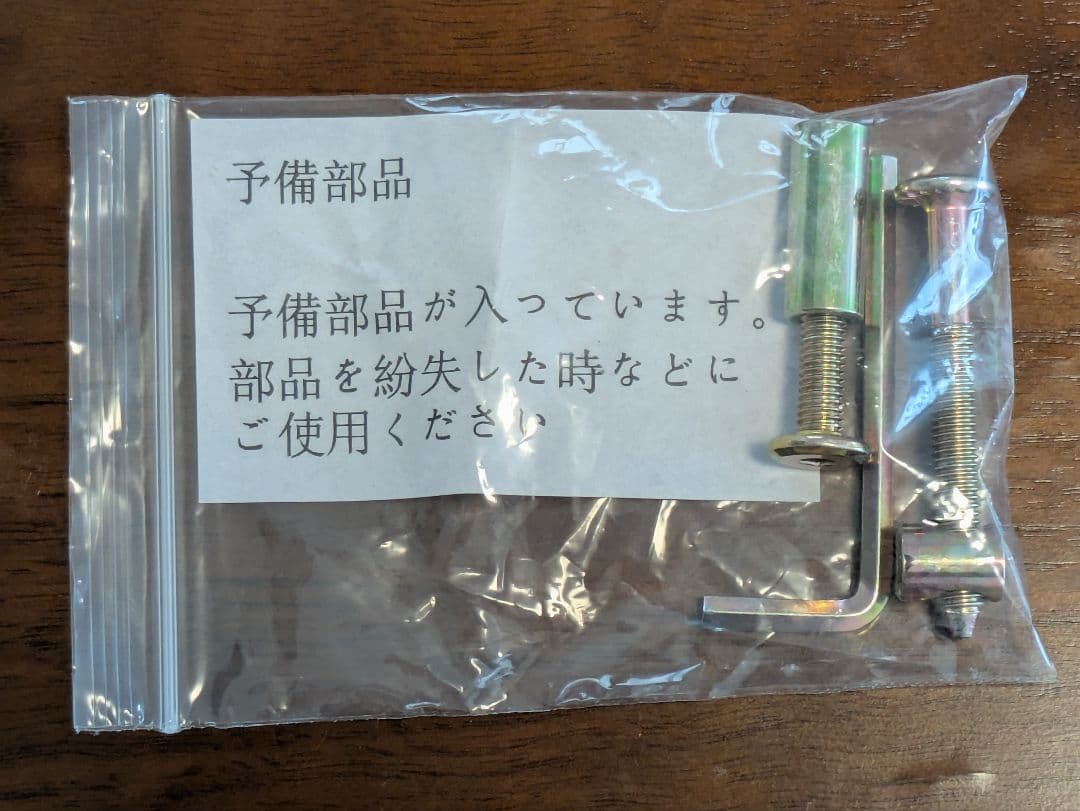 予備部品
予備部品が入つています。
部品を紛失した時などに
ご使用ください